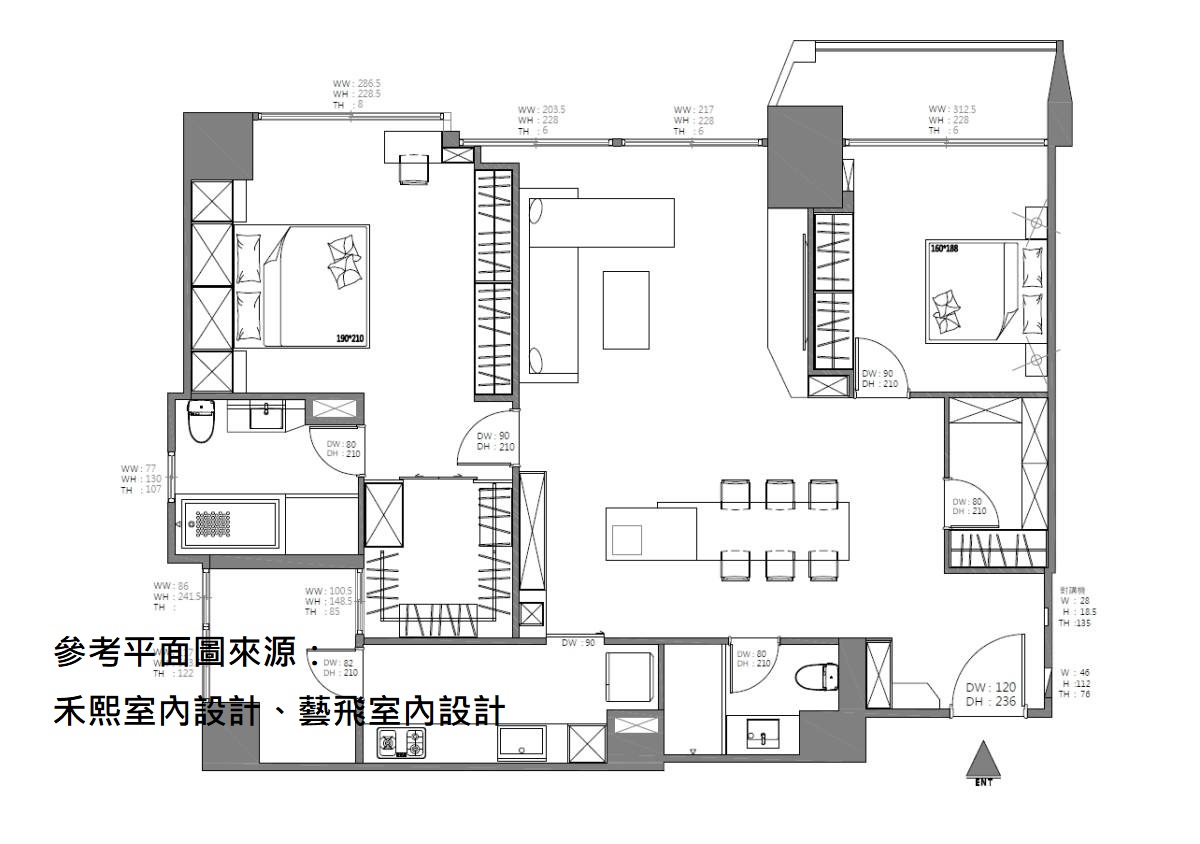 WW : 286.5
WH : 228.5
TH : 8
WW : 203.5
WH : 228
TH : 6
WW : 217
WH : 228
TH : 6
WW : 312.5
WH : 228
TH : 6
160*188
190*210
DW : 90
DH : 210
DW : 90
DH : 210
DW : 80
DH : 210
WW : 77
WH : 130
TH : 107
DW : 80
DH : 210
WW : 86
WH : 241.5
TH :
WW : 100.5
WH : 148.5
TH : 85
對講機
W : 28
H : 18.5
TH : 135
參考平面圖來源：
TH : 122
DW : 82
DH : 210
DW : 90
DW : 80
DH : 210
W : 46
H : 112
TH : 76
DW : 120
DH : 236
禾熙室內設計、藝飛室內設計
ENT